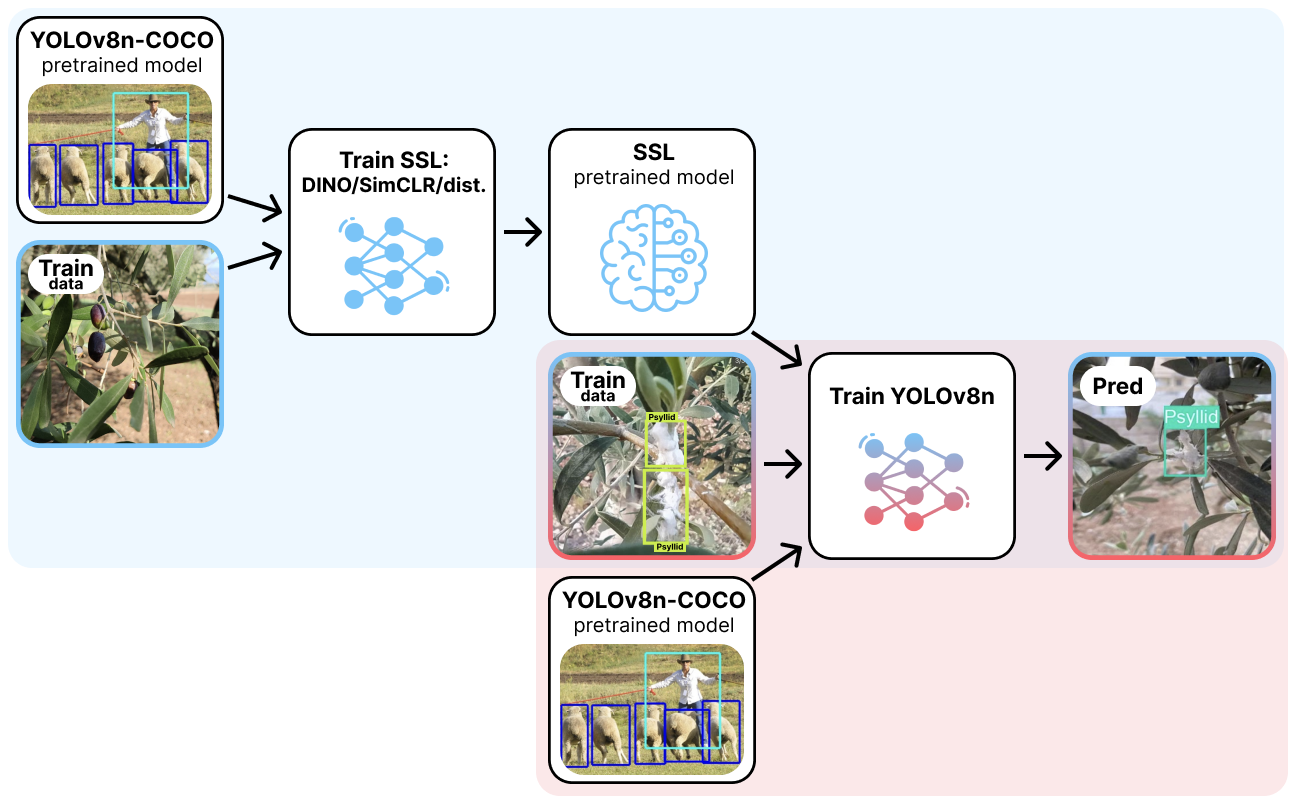 YOLOv8n-COCO
pretrained model
Train
data
Train SSL:
DINO/SimCLR/dist.
SSL
pretrained model
Train
data
Psyllid
Psyllid
YOLOv8n-COCO
pretrained model
Train YOLOv8n
Pred
Psyllid